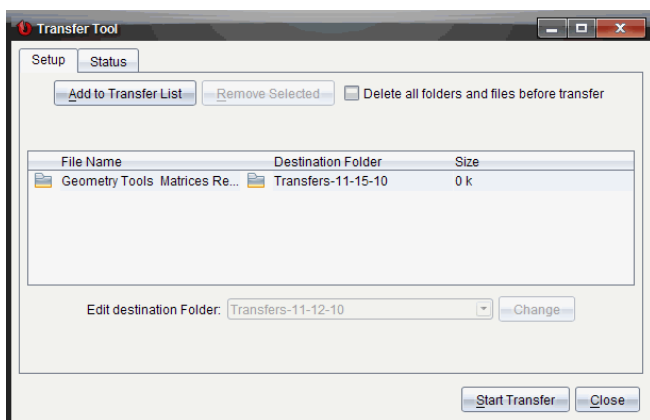 Transfer Tool
Setup Status
Add to Transfer List Remove Selected Delete all folders and files before transfer
File Name Destination Folder Size
Geometry Tools Matrices Re... Transfers-11-15-10 0 k
Edit destination Folder: Transfers-11-12-10 Change
Start Transfer Close